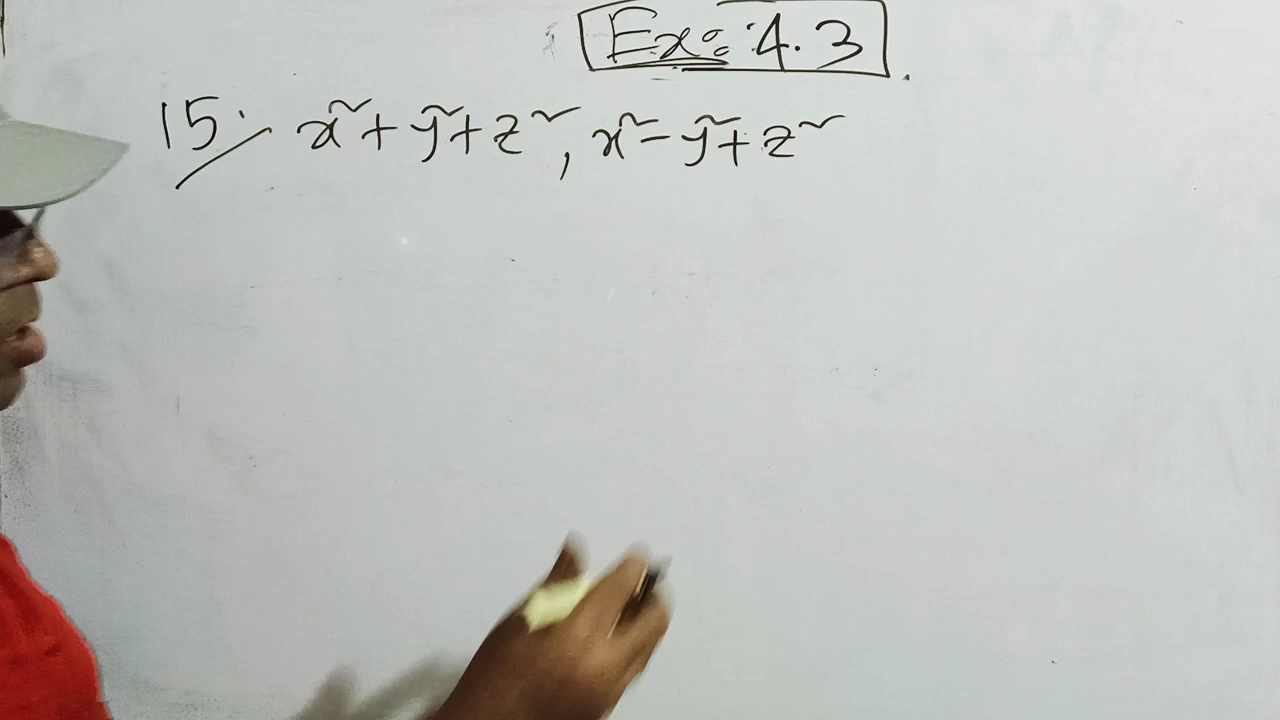 Ex: 4.3
15. x² + y² + z², x² - y² + z²